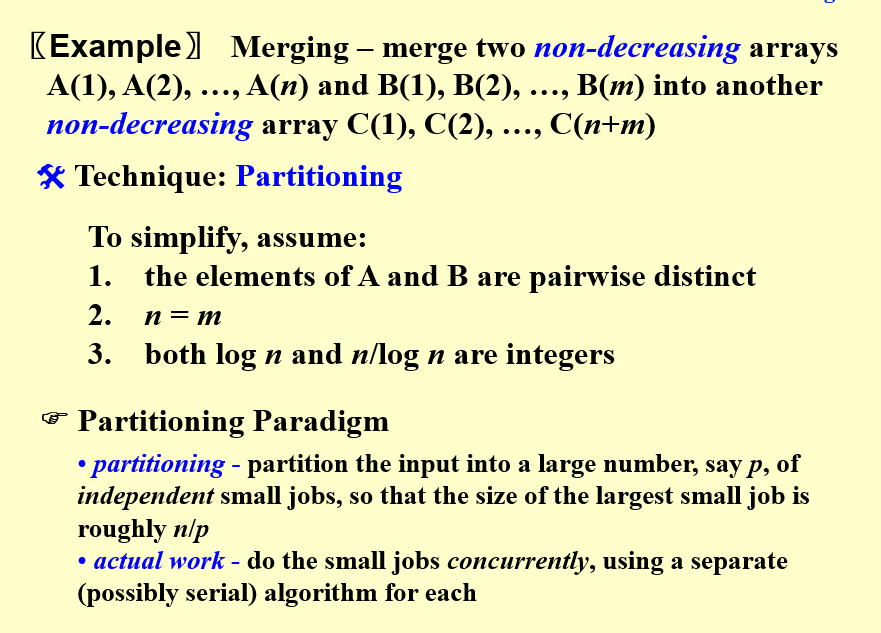 〖Example〗 Merging – merge two non-decreasing arrays
A(1), A(2), …, A(n) and B(1), B(2), …, B(m) into another
non-decreasing array C(1), C(2), …, C(n+m)
Technique: Partitioning
To simplify, assume:
1. the elements of A and B are pairwise distinct
2. n = m
3. both log n and n/log n are integers
☞ Partitioning Paradigm
• partitioning - partition the input into a large number, say p, of
independent small jobs, so that the size of the largest small job is
roughly n/p
• actual work - do the small jobs concurrently, using a separate
(possibly serial) algorithm for each